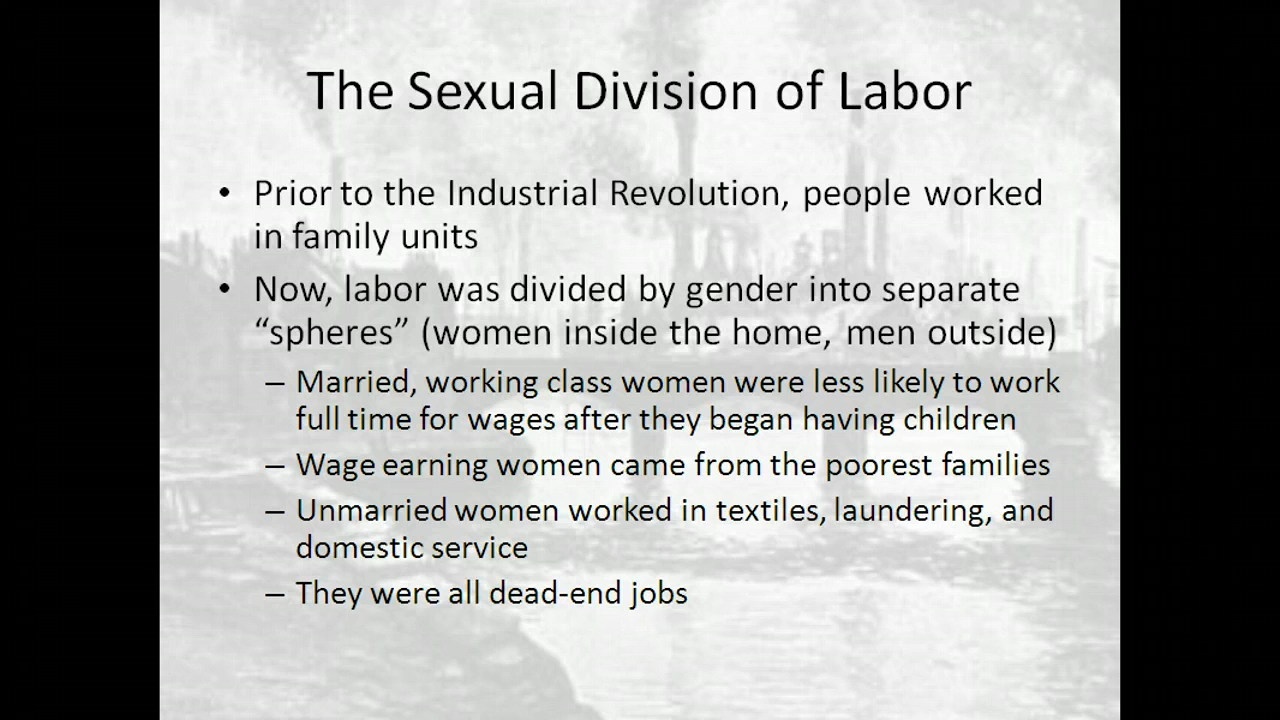 The Sexual Division of Labor
• Prior to the Industrial Revolution, people worked
in family units
• Now, labor was divided by gender into separate
“spheres” (women inside the home, men outside)
– Married, working class women were less likely to work
full time for wages after they began having children
– Wage earning women came from the poorest families
– Unmarried women worked in textiles, laundering, and
domestic service
– They were all dead-end jobs